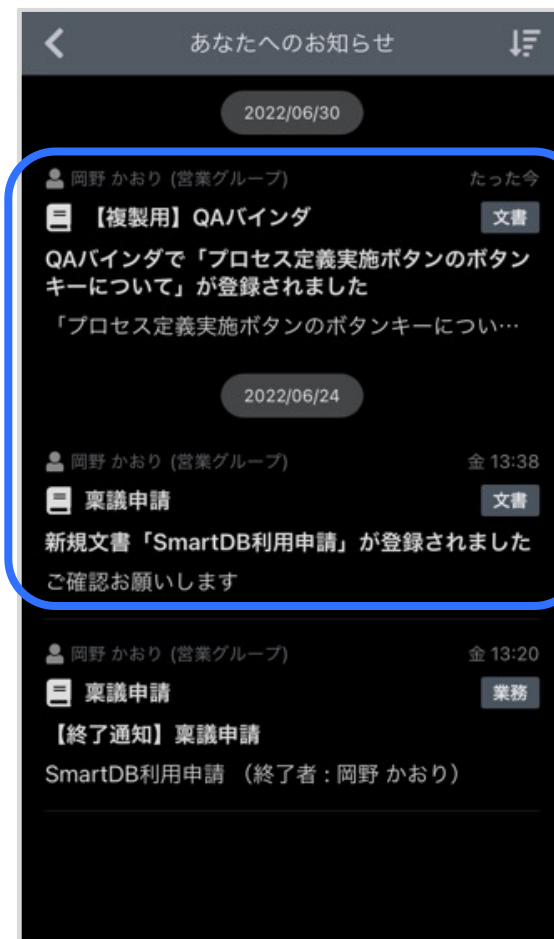 あなたへのお知らせ
2022/06/30
岡野 かおり (営業グループ) たった今
【複製用】QAバインダ 文書
QAバインダで「プロセス定義実施ボタンのボタン
キーについて」が登録されました
「プロセス定義実施ボタンのボタンキーについ…
2022/06/24
岡野 かおり (営業グループ) 金 13:38
稟議申請 文書
新規文書「SmartDB利用申請」が登録されました
ご確認お願いします
岡野 かおり (営業グループ) 金 13:20
稟議申請 業務
【終了通知】稟議申請
SmartDB利用申請 （終了者 : 岡野 かおり）